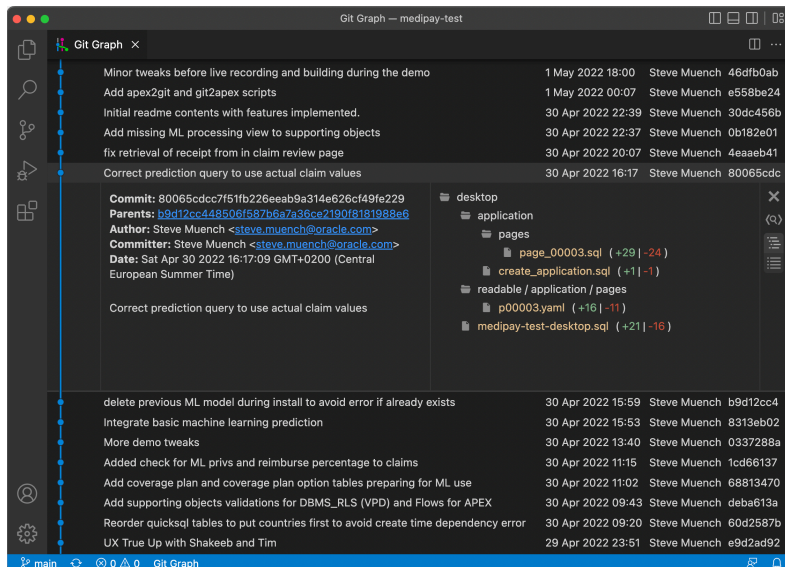 Git Graph — medipay-test
Git Graph
Minor tweaks before live recording and building during the demo 1 May 2022 18:00 Steve Muench 46dfb0ab
Add apex2git and git2apex scripts 1 May 2022 00:07 Steve Muench e558be24
Initial readme contents with features implemented. 30 Apr 2022 22:39 Steve Muench 30dc456b
Add missing ML processing view to supporting objects 30 Apr 2022 22:37 Steve Muench 0b182e01
fix retrieval of receipt from in claim review page 30 Apr 2022 20:07 Steve Muench 4eaaeb41
Correct prediction query to use actual claim values 30 Apr 2022 16:17 Steve Muench 80065cdc
Commit: 80065cdcc7f51fb226eeab9a314e626cf49fe229
Parents: b9d12cc448506f587b6a7a36ce2190f8181988e6
Author: Steve Muench <steve.muench@oracle.com>
Committer: Steve Muench <steve.muench@oracle.com>
Date: Sat Apr 30 2022 16:17:09 GMT+0200 (Central
European Summer Time)
Correct prediction query to use actual claim values
desktop
application
pages
page_00003.sql (+29|-24)
create_application.sql (+1|-1)
readable / application / pages
p00003.yaml (+16|-11)
medipay-test-desktop.sql (+21|-16)
delete previous ML model during install to avoid error if already exists 30 Apr 2022 15:59 Steve Muench b9d12cc4
Integrate basic machine learning prediction 30 Apr 2022 15:53 Steve Muench 8313eb02
More demo tweaks 30 Apr 2022 13:40 Steve Muench 0337288a
Added check for ML privs and reimburse percentage to claims 30 Apr 2022 11:15 Steve Muench 1cd66137
Add coverage plan and coverage plan option tables preparing for ML use 30 Apr 2022 11:02 Steve Muench 68813470
Add supporting objects validations for DBMS_RLS (VPD) and Flows for APEX 30 Apr 2022 09:43 Steve Muench deba613a
Reorder quicksql tables to put countries first to avoid create time dependency error 30 Apr 2022 09:20 Steve Muench 60d2587b
UX True Up with Shakeeb and Tim 29 Apr 2022 23:51 Steve Muench e9d2ad92
main 0 0 Git Graph